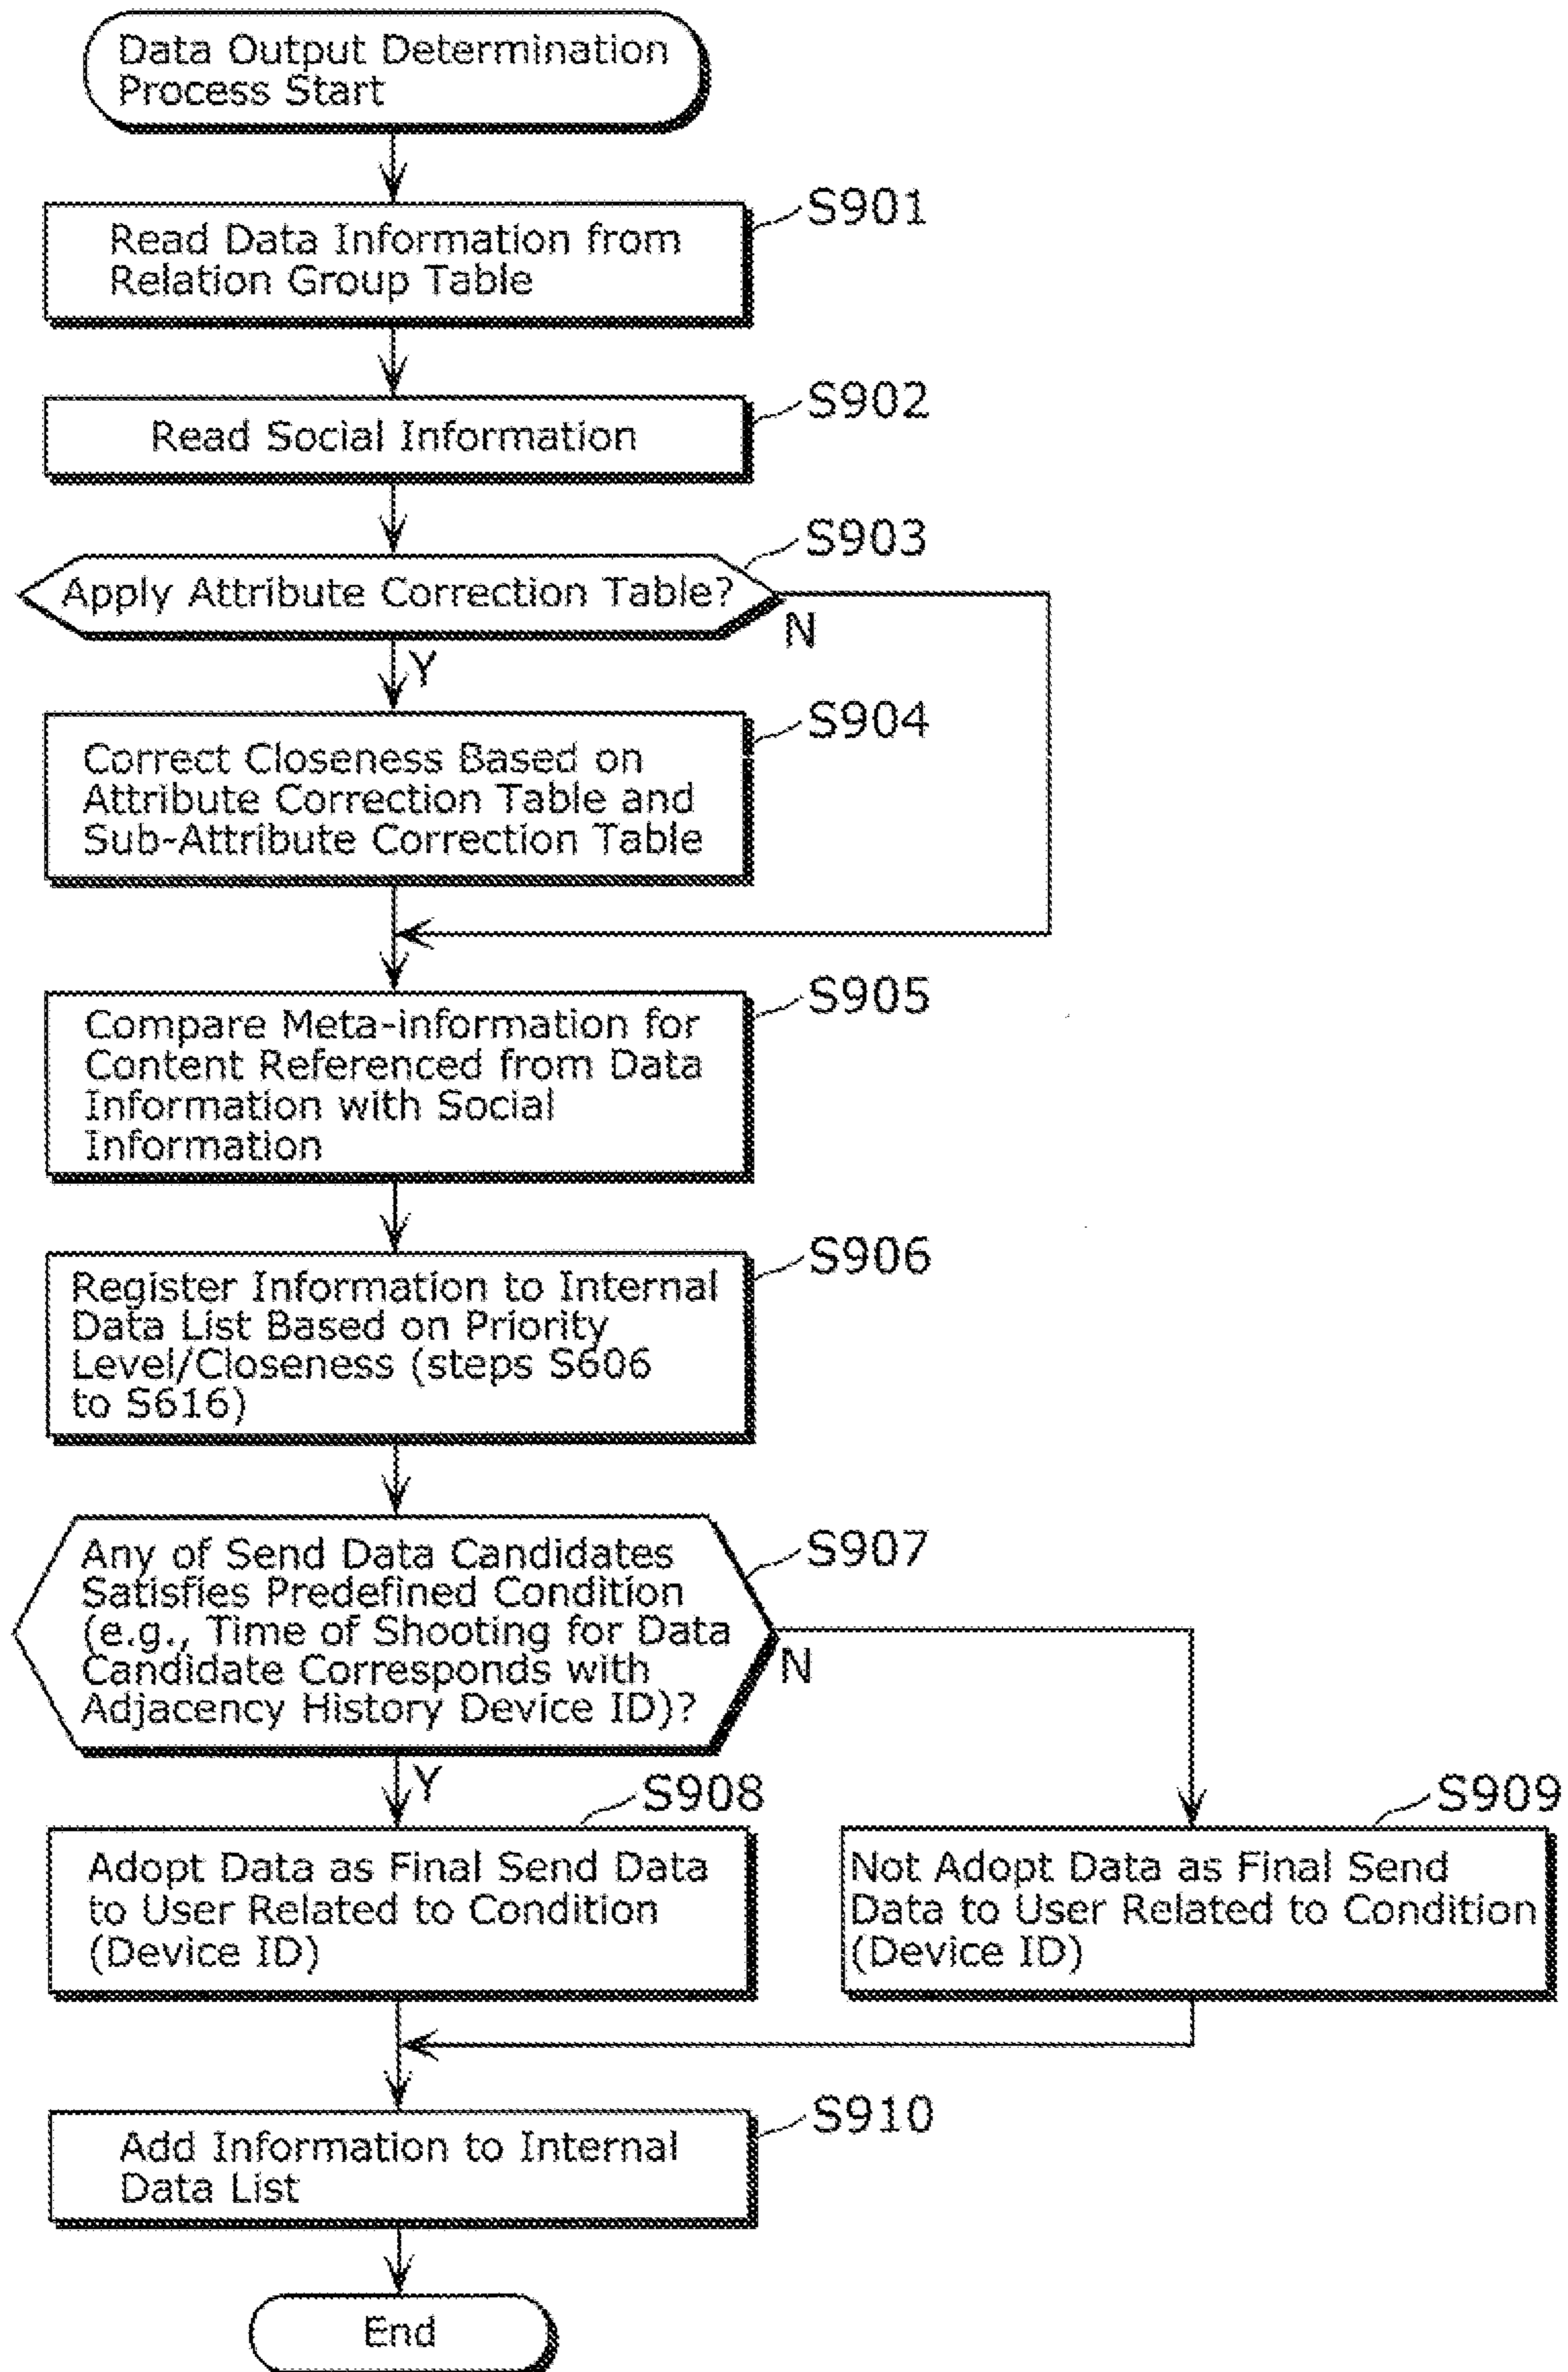 Data Output Determination
Process Start
S901
Read Data Information from
Relation Group Table
S902
Read Social Information
S903
Apply Attribute Correction Table?
N
Y
S904
Correct Closeness Based on
Attribute Correction Table and
Sub-Attribute Correction Table
S905
Compare Meta-information for
Content Referenced from Data
Information with Social
Information
S906
Register Information to Internal
Data List Based on Priority
Level/Closeness (steps S606
to S616)
S907
Any of Send Data Candidates
Satisfies Predefined Condition
(e.g., Time of Shooting for Data
Candidate Corresponds with
Adjacency History Device ID)?
N
Y
S908
Adopt Data as Final Send Data
to User Related to Condition
(Device ID)
S909
Not Adopt Data as Final Send
Data to User Related to Condition
(Device ID)
S910
Add Information to Internal
Data List
End